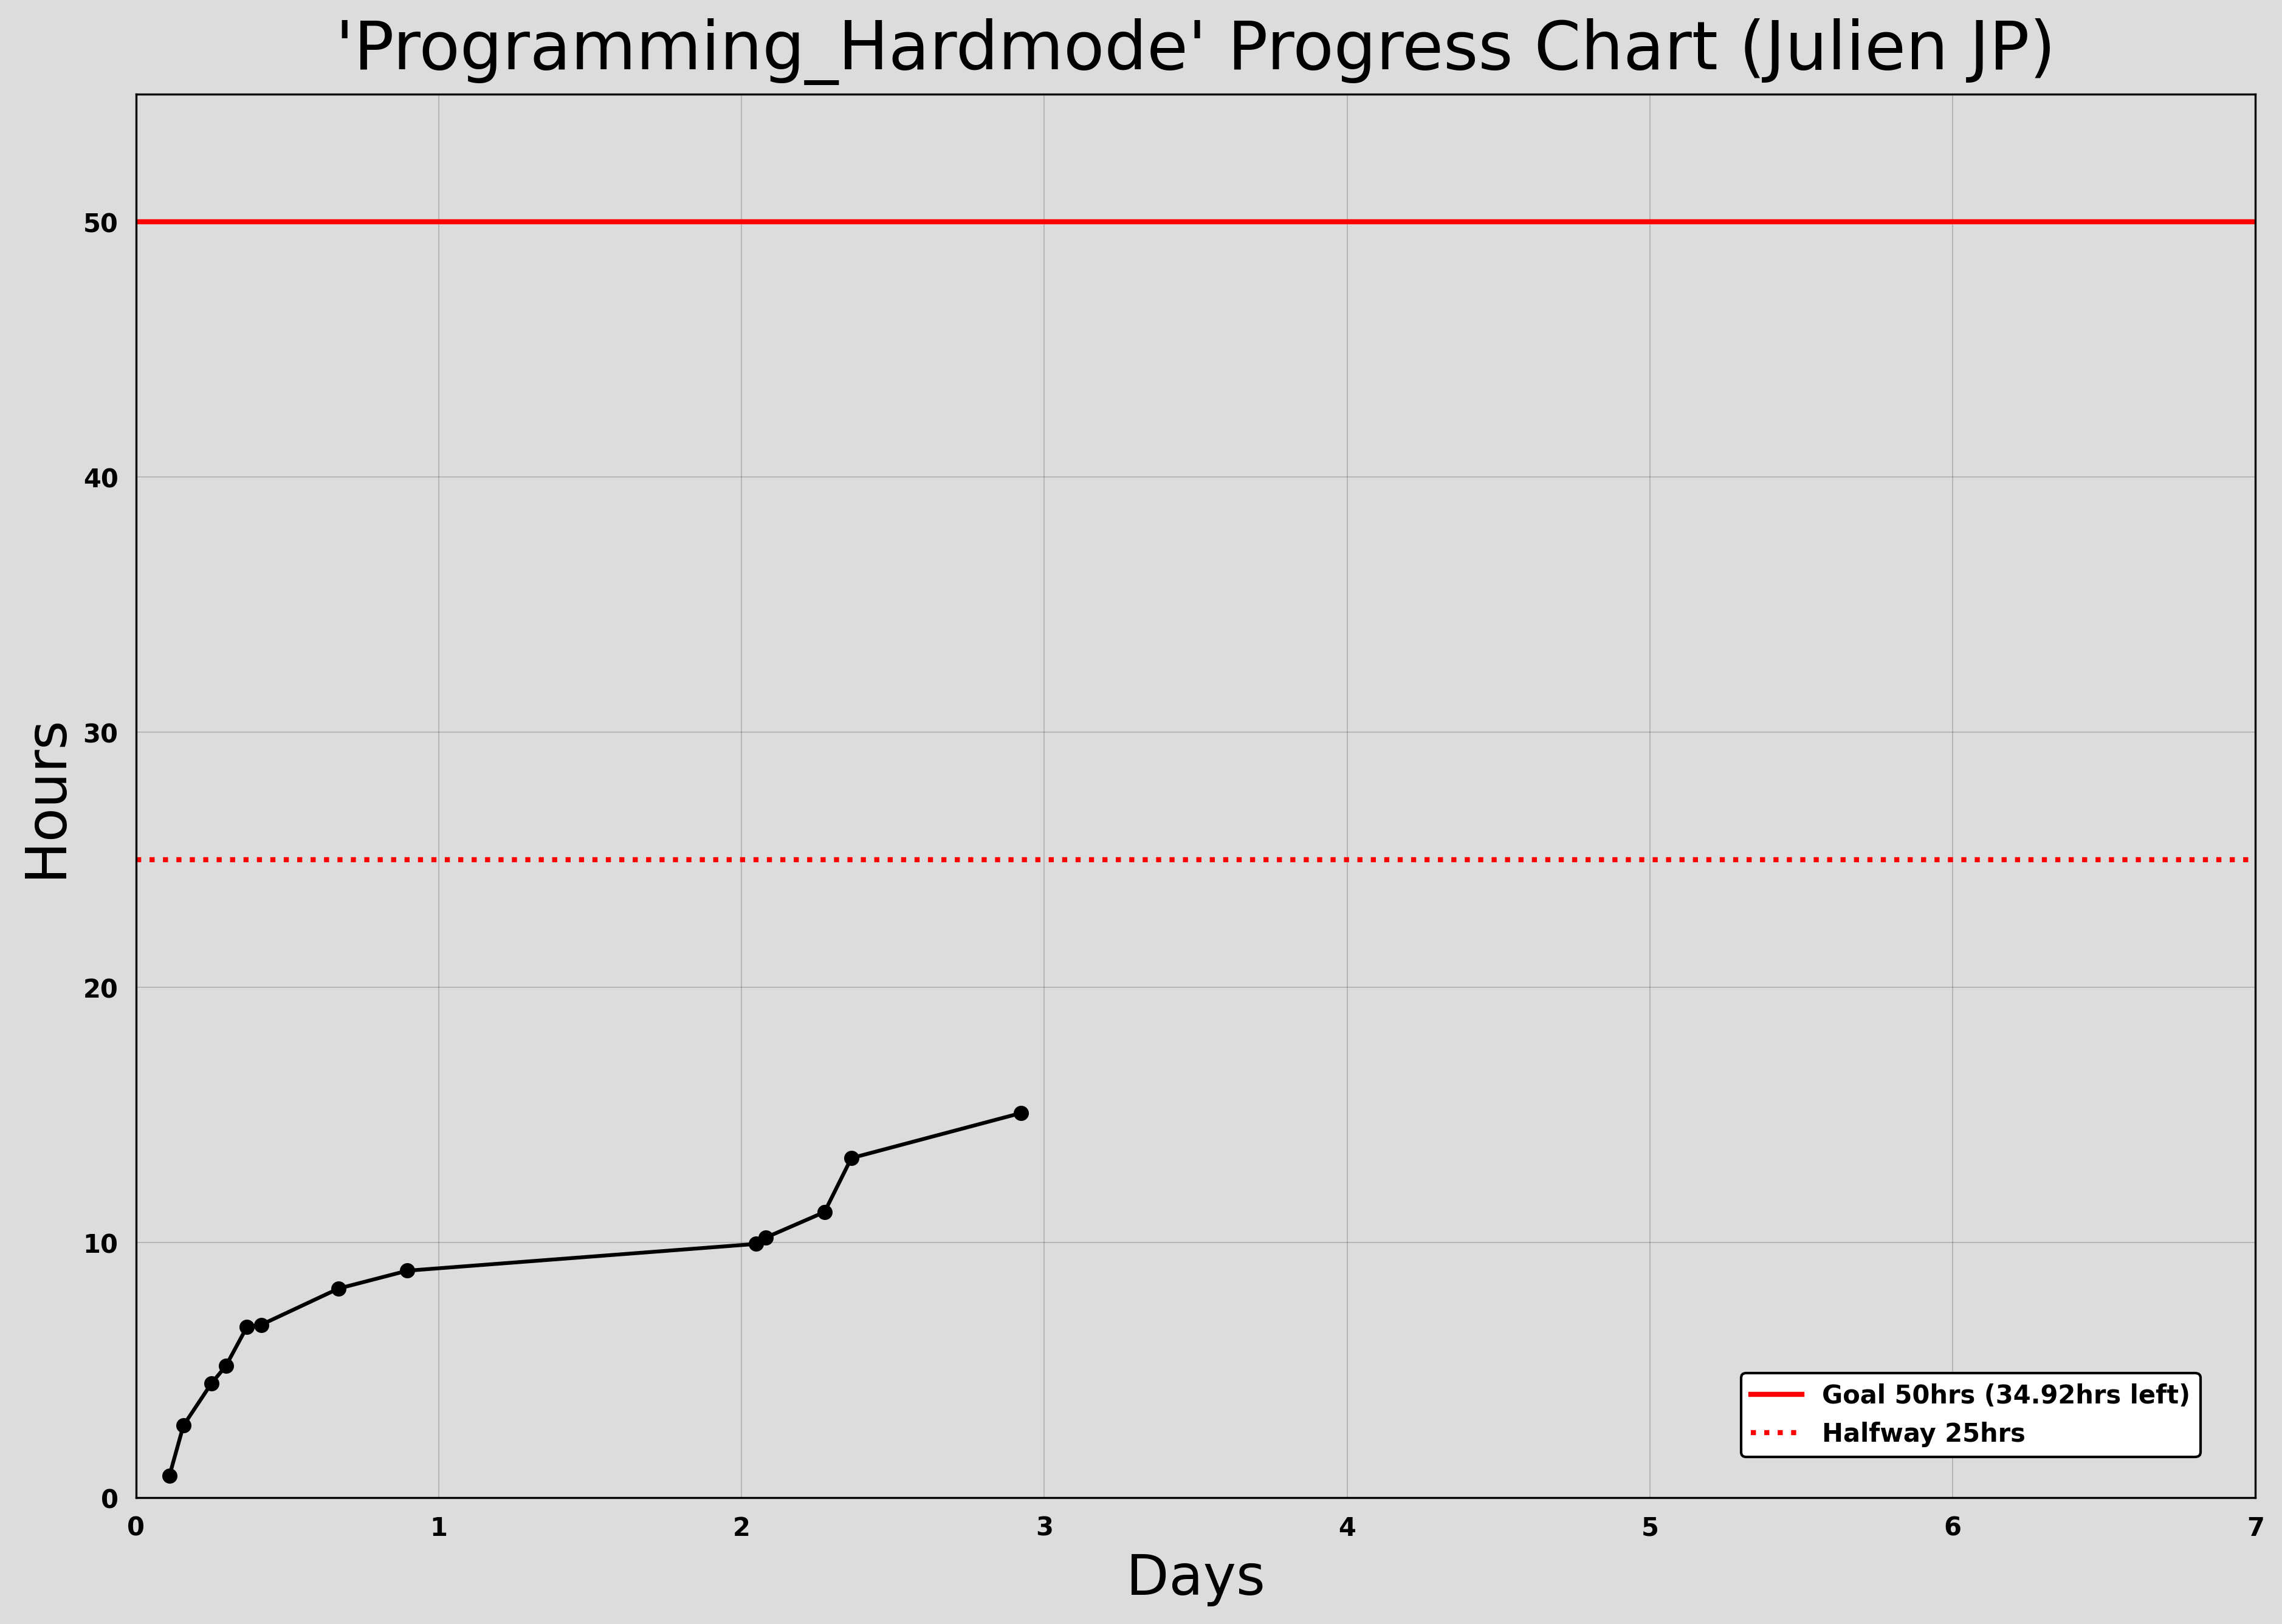 'Programming_Hardmode' Progress Chart (Julien JP)
Hours
50
40
30
20
10
0
0 1 2 3 4 5 6 7
Days
Goal 50hrs (34.92hrs left)
Halfway 25hrs